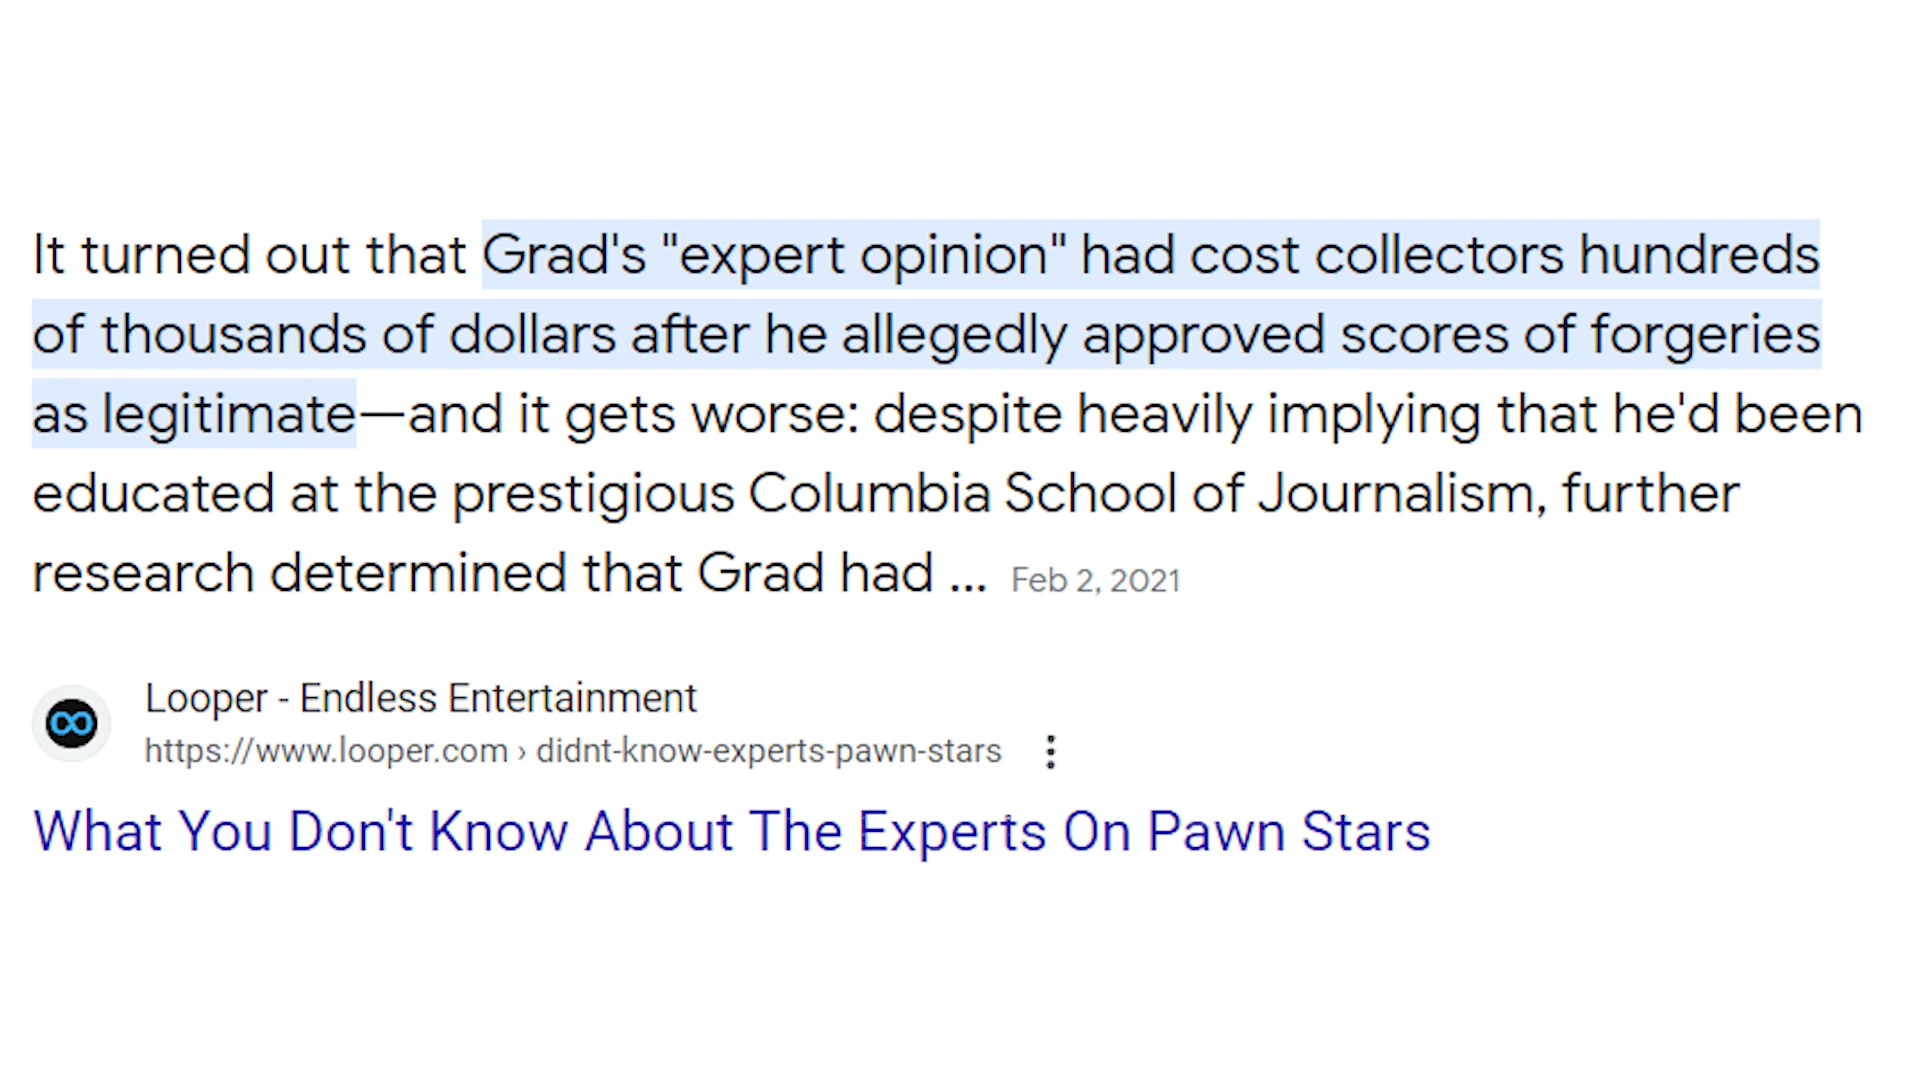 It turned out that Grad's "expert opinion" had cost collectors hundreds
of thousands of dollars after he allegedly approved scores of forgeries
as legitimate—and it gets worse: despite heavily implying that he'd been
educated at the prestigious Columbia School of Journalism, further
research determined that Grad had ... Feb 2, 2021
Looper - Endless Entertainment
https://www.looper.com › didnt-know-experts-pawn-stars
What You Don't Know About The Experts On Pawn Stars